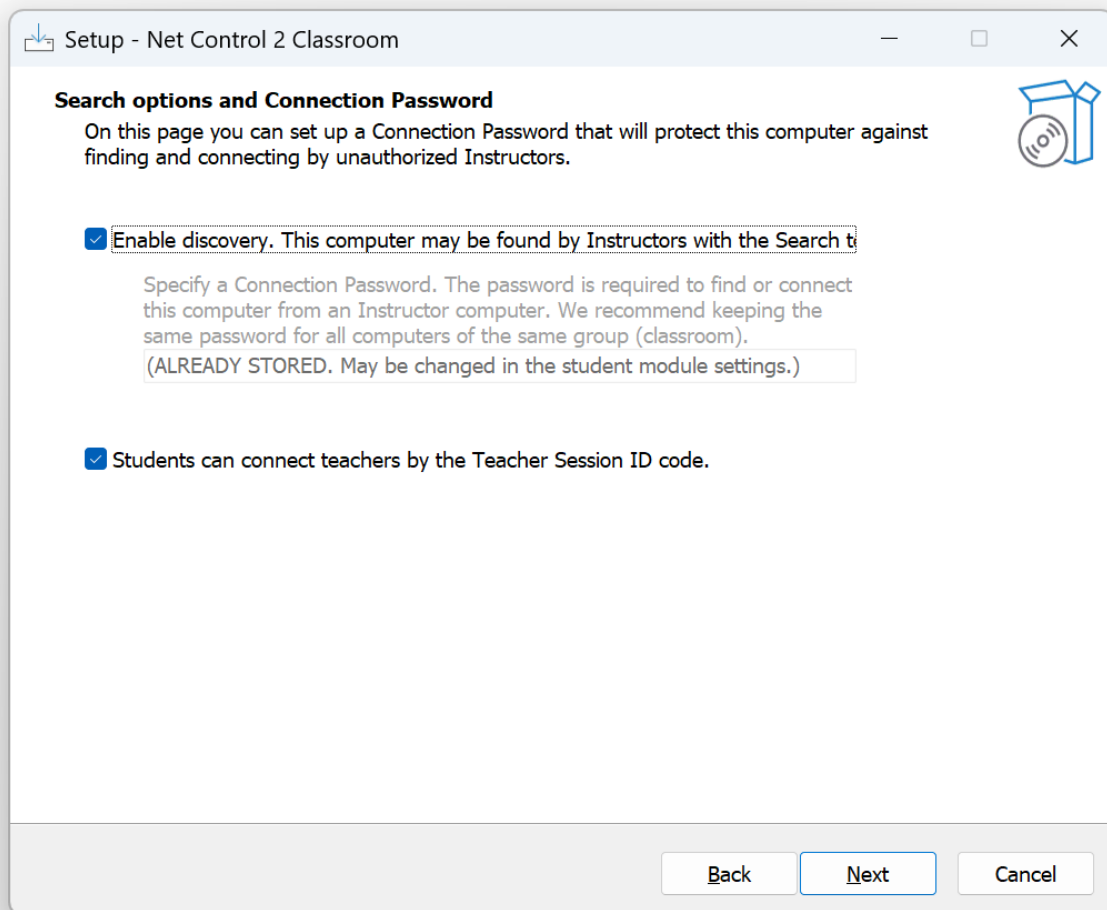 Setup - Net Control 2 Classroom
Search options and Connection Password
On this page you can set up a Connection Password that will protect this computer against
finding and connecting by unauthorized Instructors.
Enable discovery. This computer may be found by Instructors with the Search
Specify a Connection Password. The password is required to find or connect
this computer from an Instructor computer. We recommend keeping the
same password for all computers of the same group (classroom).
(ALREADY STORED. May be changed in the student module settings.)
Students can connect teachers by the Teacher Session ID code.
Back Next Cancel